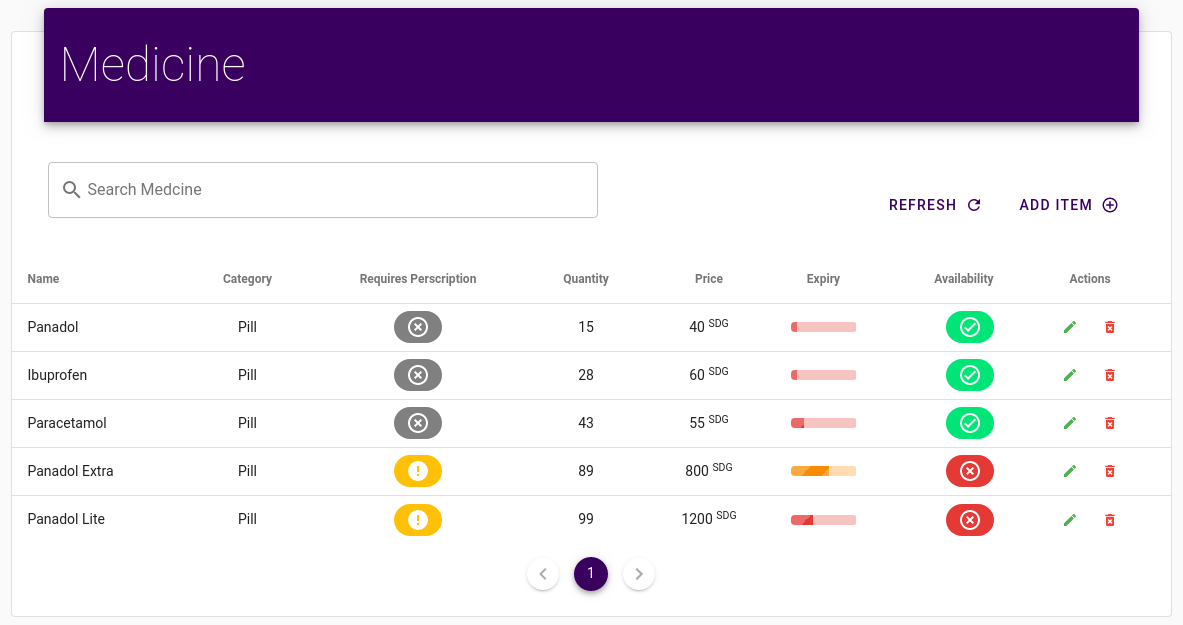 Medicine
Search Medcine
REFRESH ADD ITEM
Name Category Requires Perscription Quantity Price Expiry Availability Actions
Panadol Pill 15 40 SDG
Ibuprofen Pill 28 60 SDG
Paracetamol Pill 43 55 SDG
Panadol Extra Pill 89 800 SDG
Panadol Lite Pill 99 1200 SDG
1